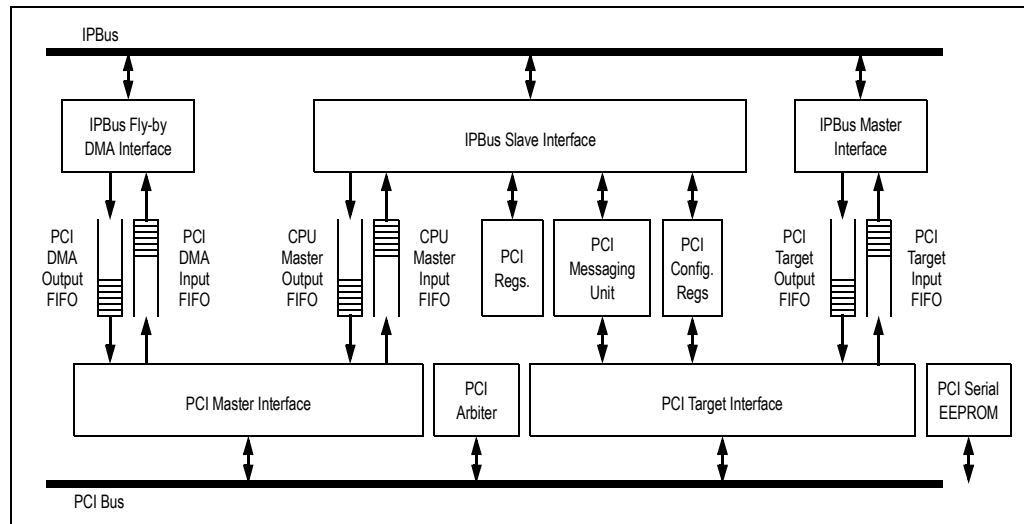 IPBus
IPBus Fly-by
DMA Interface
IPBus Slave Interface
IPBus Master
Interface
PCI
DMA
Output
FIFO
PCI
DMA
Input
FIFO
CPU
Master
Output
FIFO
CPU
Master
Input
FIFO
PCI
Regs.
PCI
Messaging
Unit
PCI
Config.
Regs
PCI
Target
Output
FIFO
PCI
Target
Input
FIFO
PCI Master Interface
PCI
Arbiter
PCI Target Interface
PCI Serial
EEPROM
PCI Bus